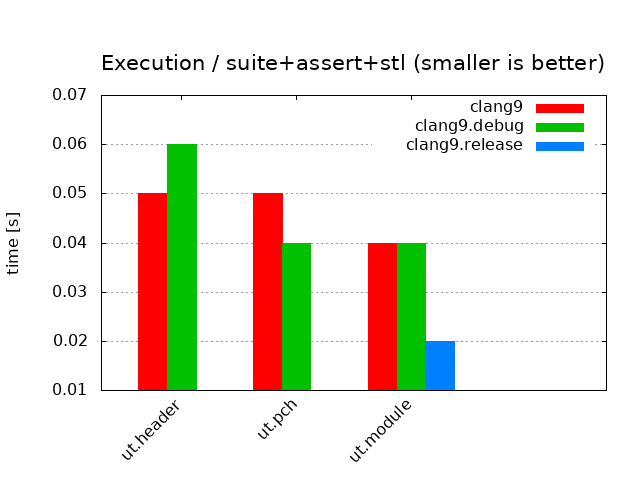 Execution / suite+assert+stl (smaller is better)
0.07
0.06
0.05
0.04
0.03
0.02
0.01
time [s]
clang9
clang9.debug
clang9.release
ut.header
ut.pch
ut.module